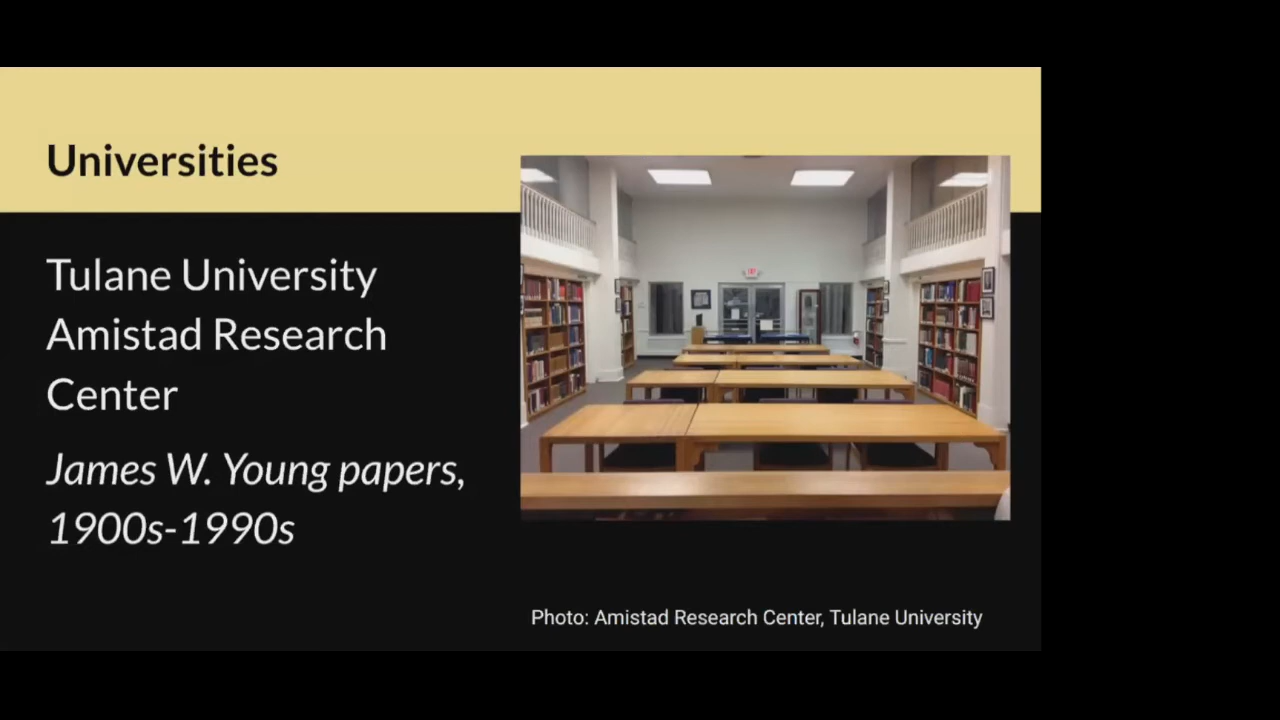 Universities
Tulane University
Amistad Research
Center
James W. Young papers,
1900s-1990s
Photo: Amistad Research Center, Tulane University